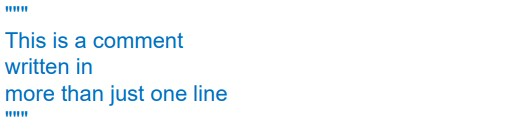 """
This is a comment
written in
more than just one line
"""